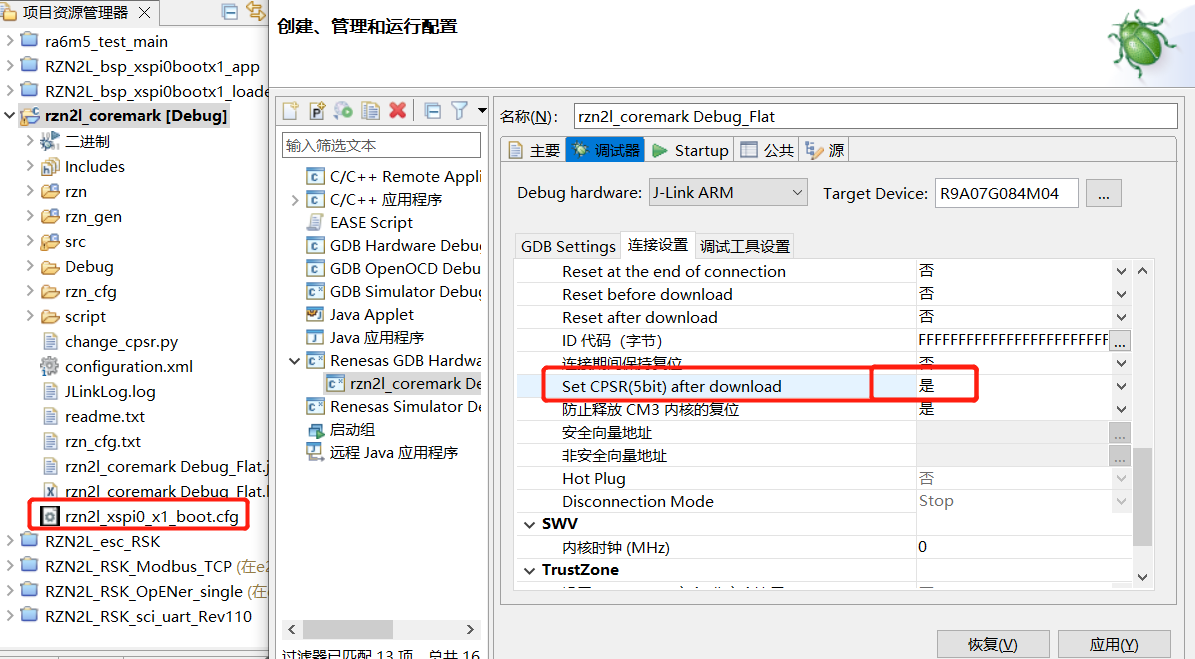 项目资源管理器
ra6m5_test_main
RZN2L_bsp_xspi0bootx1_app
RZN2L_bsp_xspi0bootx1_loade
rzn2l_coremark [Debug]
二进制
Includes
rzn
rzn_gen
src
Debug
rzn_cfg
script
change_cpsr.py
configuration.xml
JLinkLog.log
readme.txt
rzn_cfg.txt
rzn2l_coremark Debug_Flat.j
rzn2l_coremark Debug_Flat.l
rzn2l_xspi0_x1_boot.cfg
RZN2L_esc_RSK
RZN2L_RSK_Modbus_TCP (在e2
RZN2L_RSK_OpENer_single (在
RZN2L_RSK_sci_uart_Rev110
创建、管理和运行配置
输入筛选文本
C/C++ Remote Appli
C/C++ 应用程序
EASE Script
GDB Hardware Debug
GDB OpenOCD Debu
GDB Simulator Debug
Java Applet
Java 应用程序
Renesas GDB Hardwa
rzn2l_coremark De
Renesas Simulator De
启动组
远程 Java 应用程序
过滤器已匹配 13 项，总共 16
名称(N): rzn2l_coremark Debug_Flat
主要 调试器 Startup 公共 源
Debug hardware: J-Link ARM Target Device: R9A07G084M04 ...
GDB Settings 连接设置 调试工具设置
Reset at the end of connection 否
Reset before download 否
Reset after download 否
ID 代码（字节） FFFFFFFFFFFFFFFFFFFFFFFF ...
连接期间保持复位 否
Set CPSR(5bit) after download 是
防止释放 CM3 内核的复位 是
安全向量地址 ...
非安全向量地址 ...
Hot Plug 否
Disconnection Mode Stop
SWV
内核时钟 (MHz) 0
TrustZone
恢复(V) 应用(Y)